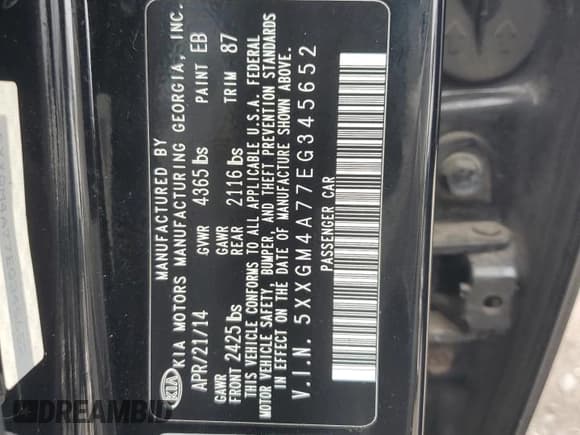 MANUFACTURED BY
KIA KIA MOTORS MANUFACTURING GEORGIA, INC.
APR/21/14 GVWR 4365 lbs PAINT EB
GAWR FRONT 2425 lbs GAWR REAR 2116 lbs TRIM 87
THIS VEHICLE CONFORMS TO ALL APPLICABLE U.S.A. FEDERAL
MOTOR VEHICLE SAFETY, BUMPER, AND THEFT PREVENTION STANDARDS
IN EFFECT ON THE DATE OF MANUFACTURE SHOWN ABOVE.
V.I.N. 5XXGM4A77EG345652
PASSENGER CAR
DREAMBID